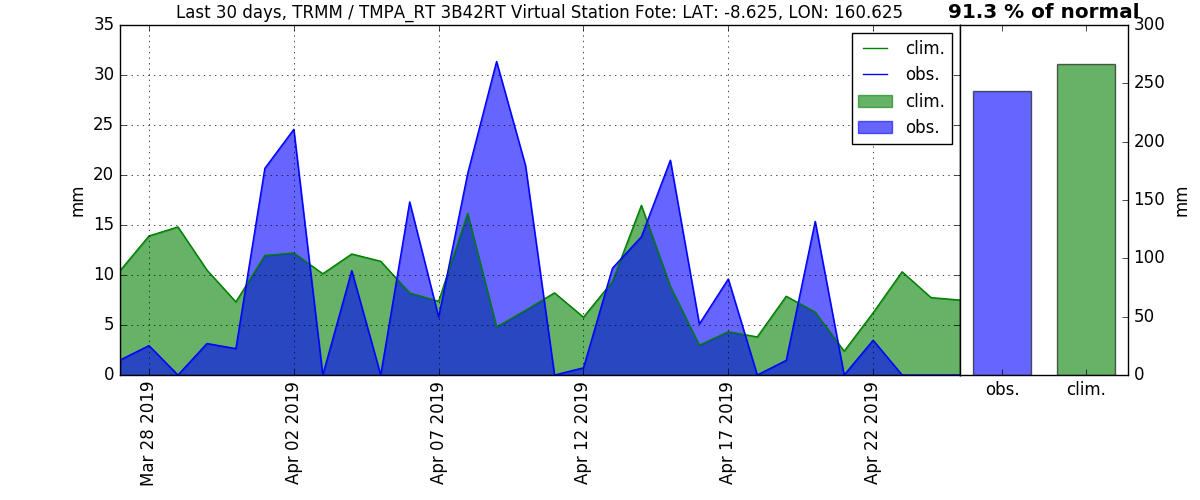 Last 30 days, TRMM / TMPA_RT 3B42RT Virtual Station Fote: LAT: -8.625, LON: 160.625
91.3 % of normal
35
30
25
20
15
10
5
0
mm
clim.
obs.
clim.
obs.
Mar 28 2019
Apr 02 2019
Apr 07 2019
Apr 12 2019
Apr 17 2019
Apr 22 2019
300
250
200
150
100
50
0
mm
obs.
clim.